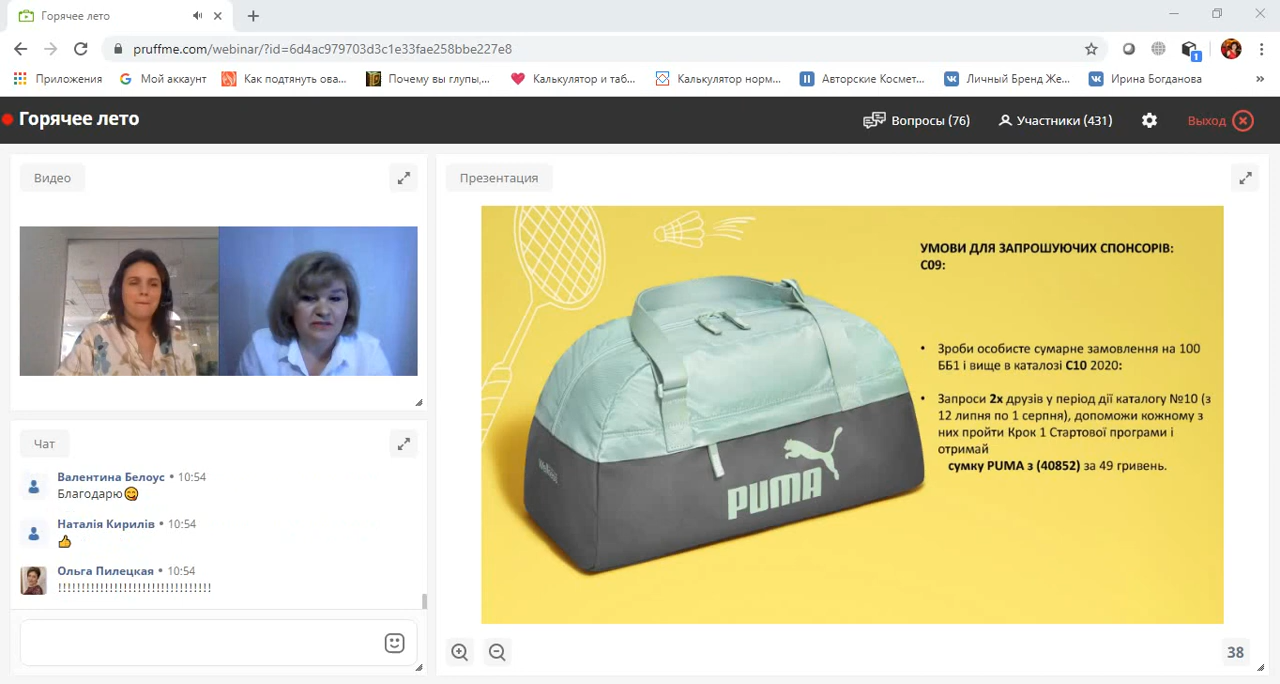 Горячее лето
pruffme.com/webinar/?id=6d4ac979703d3c1e33fae258bbe227e8
Приложения
Мой аккаунт
Как подтянуть ова...
Почему вы глупы,...
Калькулятор и таб...
Калькулятор норм...
Авторские Космет...
Личный Бренд Же...
Ирина Богданова
»
1
Горячее лето
Вопросы (76)
Участники (431)
Выход
Видео
Презентация
УМОВИ ДЛЯ ЗАПРОШУЮЧИХ СПОНСОРІВ:
С09:
• Зроби особисте сумарне замовлення на 100
ББ1 і вище в каталозі С10 2020:
• Запроси 2х друзів у період дії каталогу №10 (з
12 липня по 1 серпня), допоможи кожному з
них пройти Крок 1 Стартової програми і
отримай
сумку PUMA з (40852) за 49 гривень.
PUMA
Чат
Валентина Белоус • 10:54
Благодарю😋
Наталія Кирилів • 10:54
👍
Ольга Пилецкая • 10:54
!!!!!!!!!!!!!!!!!!!!!!!!!!!!!!!!!
38